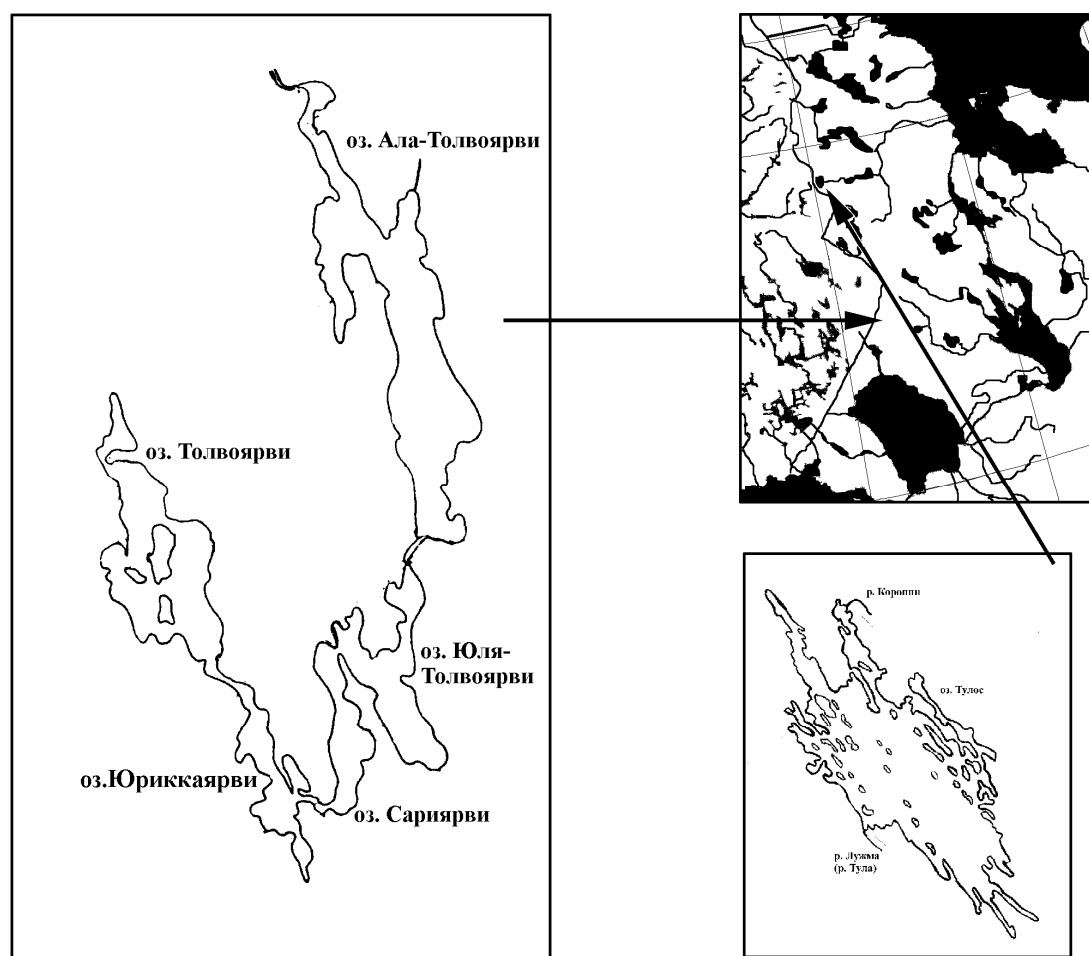 оз. Ала-Толвоярви
оз. Толвоярви
оз. Юля-
Толвоярви
оз.Юриккаярви
оз. Сариярви
р. Короппи
оз. Тулос
р. Лужма
(р. Тула)